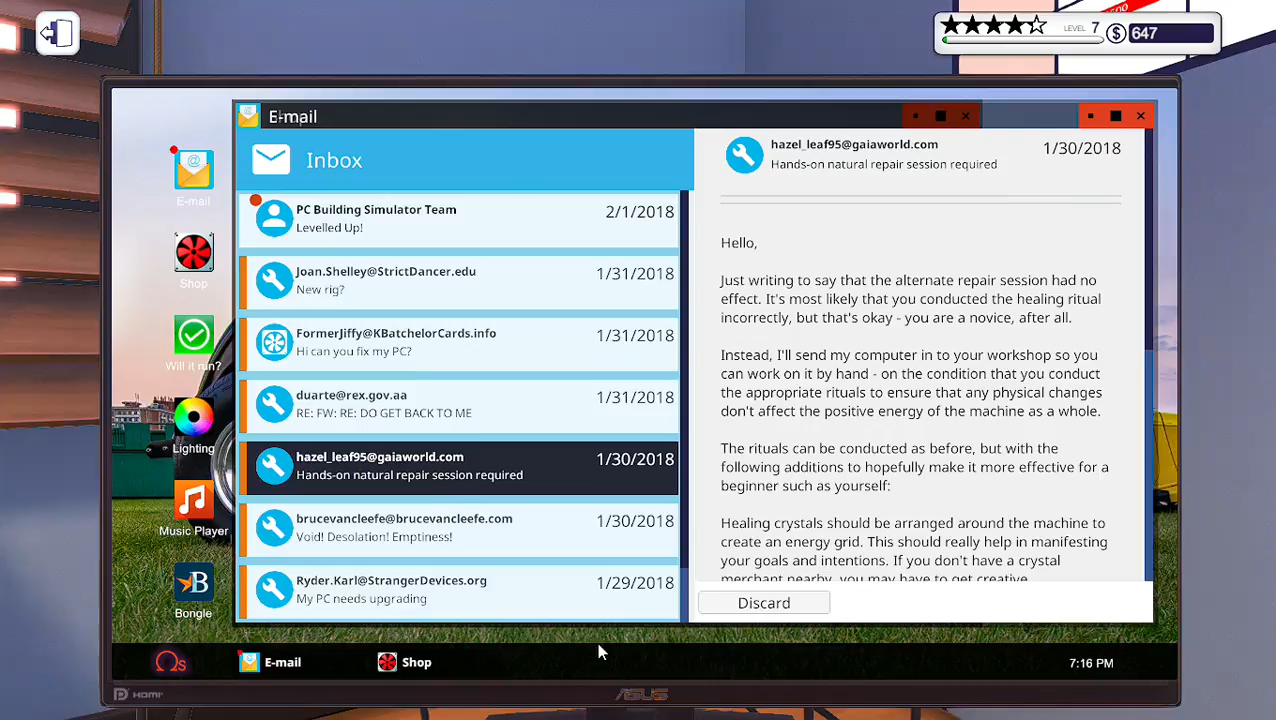 LEVEL 7
$ 647
E-mail
Inbox
PC Building Simulator Team 2/1/2018
Levelled Up!
Joan.Shelley@StrictDancer.edu 1/31/2018
New rig?
FormerJiffy@KBatchelorCards.info 1/31/2018
Hi can you fix my PC?
duarte@rex.gov.aa 1/31/2018
RE: FW: RE: DO GET BACK TO ME
hazel_leaf95@gaiaworld.com 1/30/2018
Hands-on natural repair session required
brucevancleefe@brucevancleefe.com 1/30/2018
Void! Desolation! Emptiness!
Ryder.Karl@StrangerDevices.org 1/29/2018
My PC needs upgrading
hazel_leaf95@gaiaworld.com 1/30/2018
Hands-on natural repair session required
Hello,
Just writing to say that the alternate repair session had no
effect. It's most likely that you conducted the healing ritual
incorrectly, but that's okay - you are a novice, after all.
Instead, I'll send my computer in to your workshop so you
can work on it by hand - on the condition that you conduct
the appropriate rituals to ensure that any physical changes
don't affect the positive energy of the machine as a whole.
The rituals can be conducted as before, but with the
following additions to hopefully make it more effective for a
beginner such as yourself:
Healing crystals should be arranged around the machine to
create an energy grid. This should really help in manifesting
your goals and intentions. If you don't have a crystal
merchant nearby, you may have to get creative
Discard
E-mail
Shop
Will it run?
Lighting
Music Player
Bongle
Ωs
E-mail
Shop
7:16 PM
HDMI
ASUS